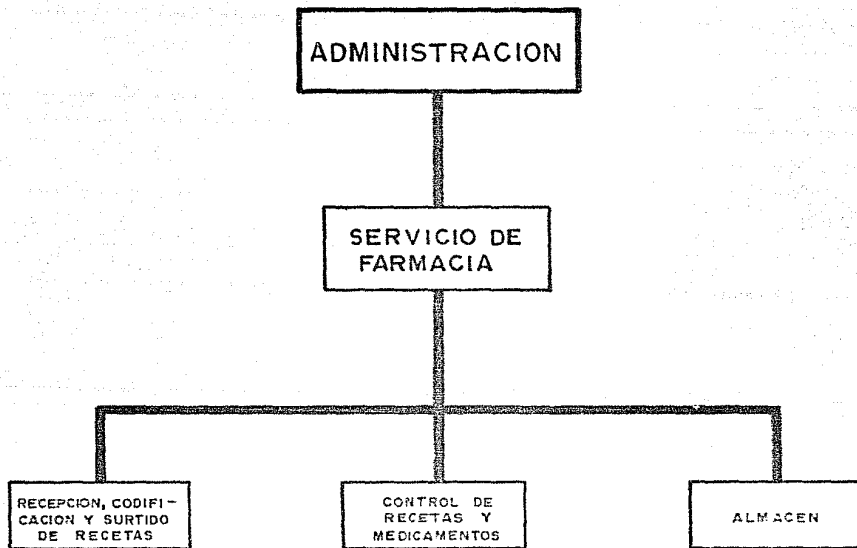 ADMINISTRACION
SERVICIO DE
FARMACIA
RECEPCION, CODIFI-
CACION Y SURTIDO
DE RECETAS
CONTROL DE
RECETAS Y
MEDICAMENTOS
ALMACEN